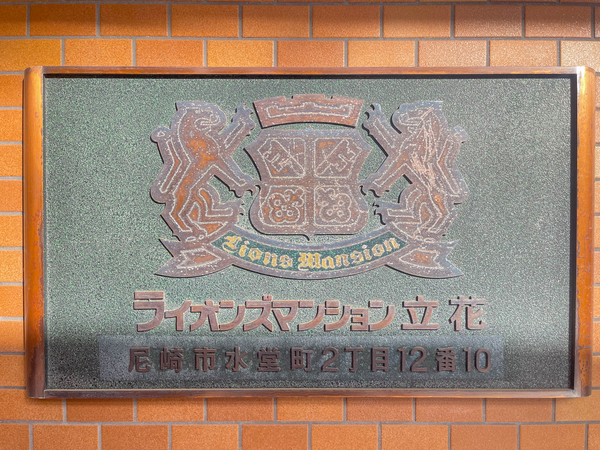 Lions Mansion
ライオンズマンション立花
尼崎市水堂町2丁目12番10